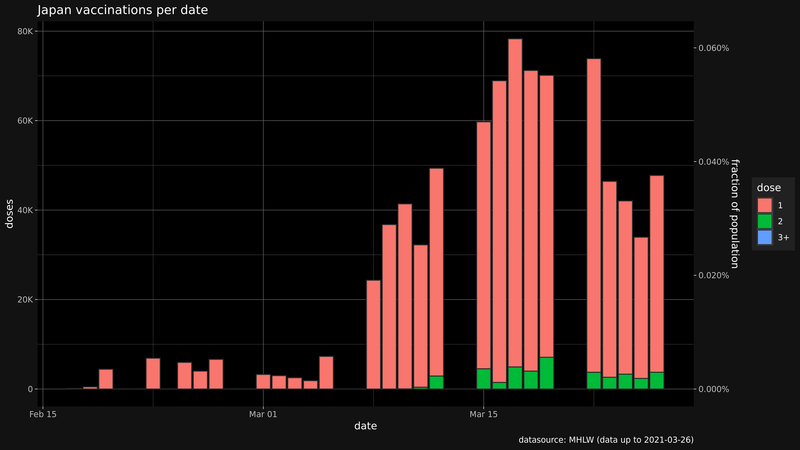 Japan vaccinations per date
80K
60K
40K
20K
0
doses
0.060%
0.040%
0.020%
0.000%
fraction of population
dose
1
2
3+
Feb 15
Mar 01
Mar 15
date
datasource: MHLW (data up to 2021-03-26)